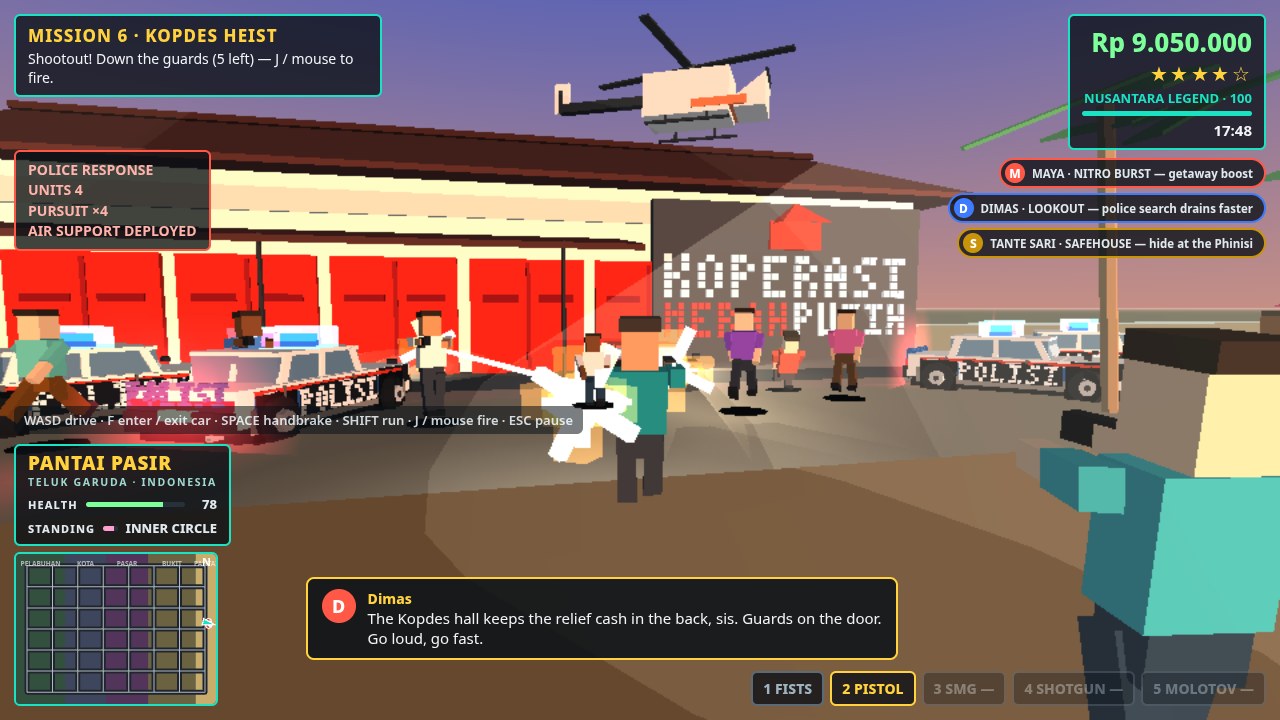 MISSION 6 · KOPDES HEIST
Shootout! Down the guards (5 left) — J / mouse to
fire.
Rp 9.050.000
★★★★☆
NUSANTARA LEGEND · 100
17:48
POLICE RESPONSE
UNITS 4
PURSUIT ×4
AIR SUPPORT DEPLOYED
M MAYA · NITRO BURST — getaway boost
D DIMAS · LOOKOUT — police search drains faster
S TANTE SARI · SAFEHOUSE — hide at the Phinisi
KOPERASI
MERAH PUTIH
POLISI
POLISI
WASD drive · F enter / exit car · SPACE handbrake · SHIFT run · J / mouse fire · ESC pause
PANTAI PASIR
TELUK GARUDA · INDONESIA
HEALTH 78
STANDING INNER CIRCLE
PELABUHAN KOTA PASAR BUKIT N
D Dimas
The Kopdes hall keeps the relief cash in the back, sis. Guards on the door.
Go loud, go fast.
1 FISTS 2 PISTOL 3 SMG — 4 SHOTGUN — 5 MOLOTOV —